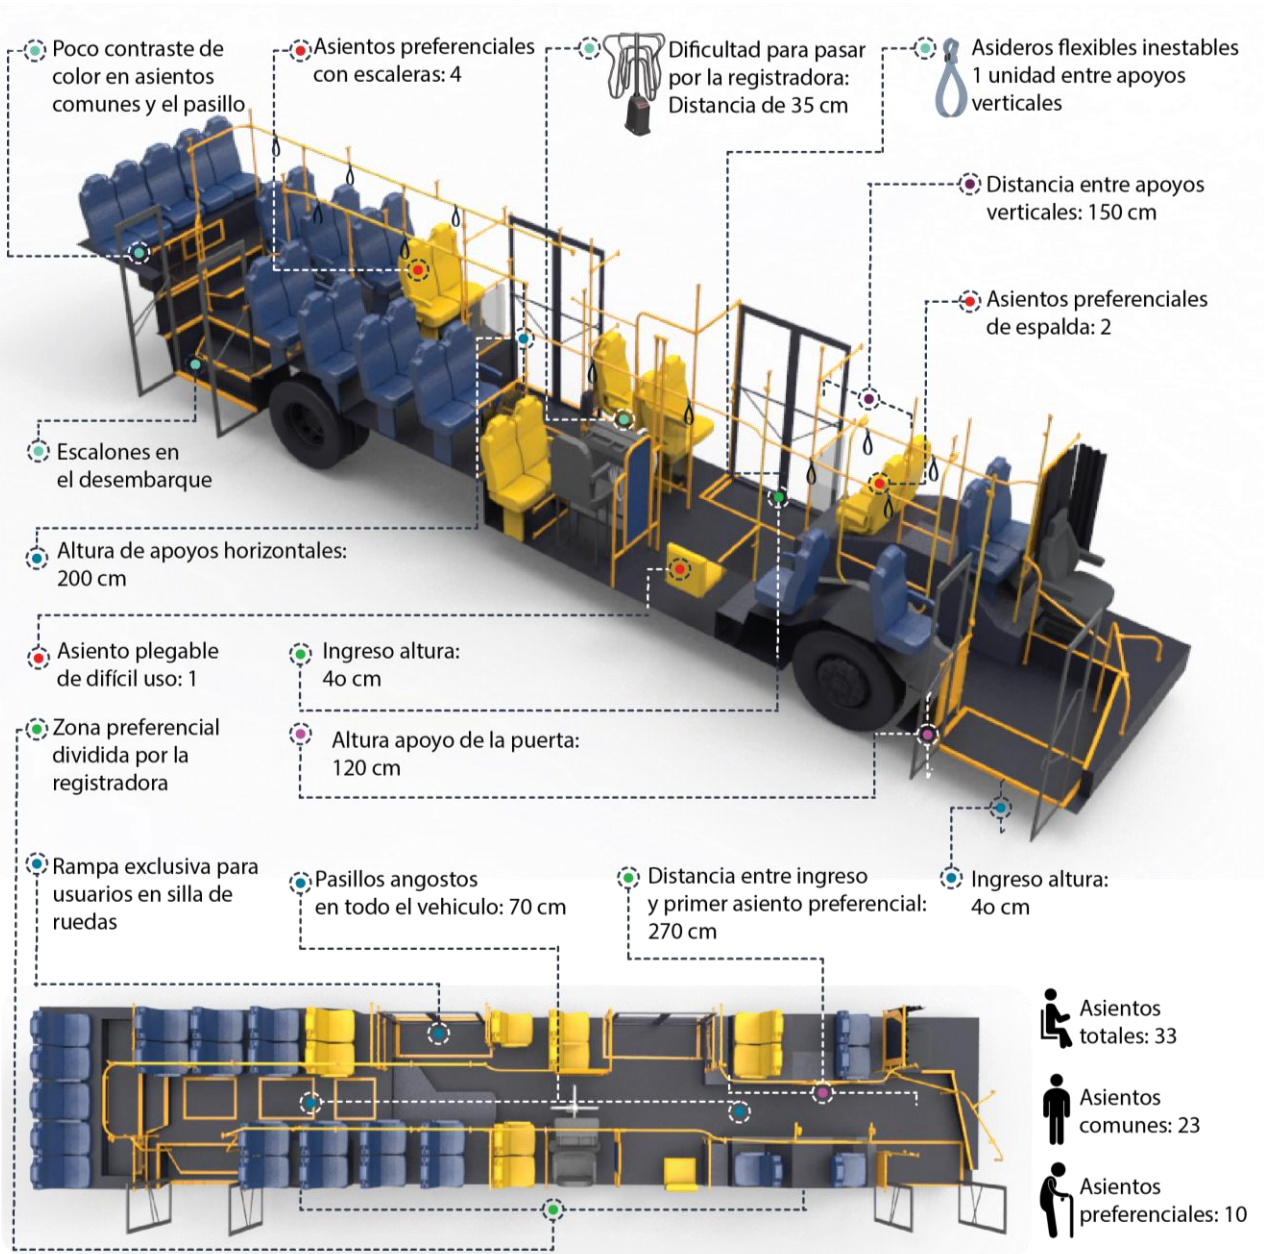 Poco contraste de
color en asientos
comunes y el pasillo
Asientos preferenciales
con escaleras: 4
Dificultad para pasar
por la registradora:
Distancia de 35 cm
Asideros flexibles inestables
1 unidad entre apoyos
verticales
Distancia entre apoyos
verticales: 150 cm
Asientos preferenciales
de espalda: 2
Escalones en
el desembarque
Altura de apoyos horizontales:
200 cm
Asiento plegable
de difícil uso: 1
Ingreso altura:
4o cm
Zona preferencial
dividida por la
registradora
Altura apoyo de la puerta:
120 cm
Rampa exclusiva para
usuarios en silla de
ruedas
Pasillos angostos
en todo el vehiculo: 70 cm
Distancia entre ingreso
y primer asiento preferencial:
270 cm
Ingreso altura:
4o cm
Asientos
totales: 33
Asientos
comunes: 23
Asientos
preferenciales: 10